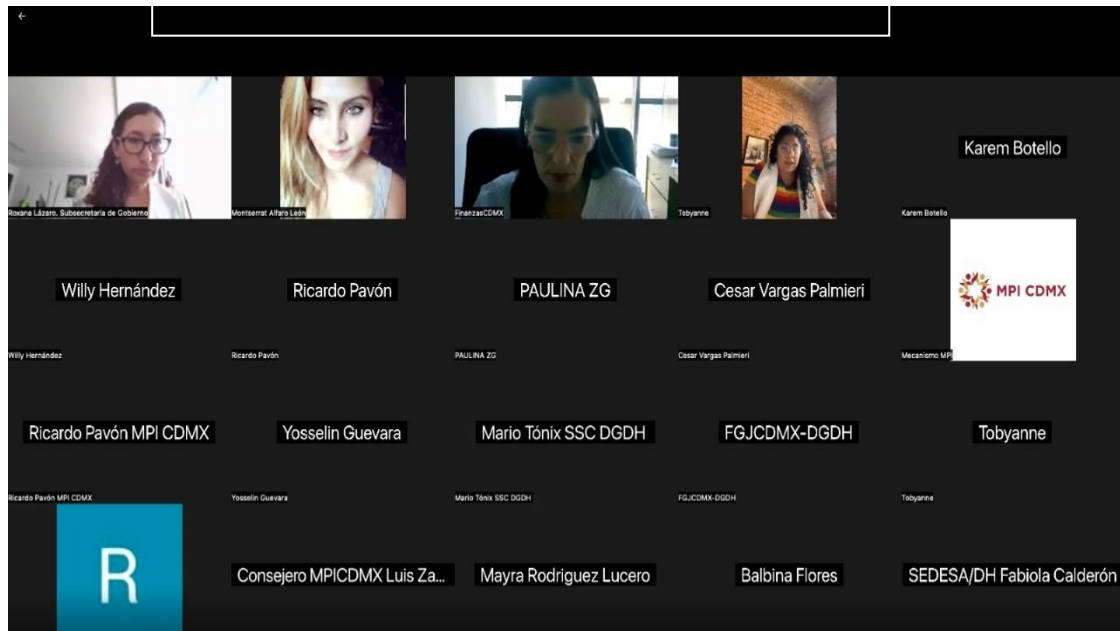 Roxana Lázaro. Subsecretaría de Gobierno
Montserrat Alfaro León
FinanzasCDMX
Tobyanne
Karem Botello
Karem Botello
Willy Hernández
Ricardo Pavón
PAULINA ZG
Cesar Vargas Palmieri
MPI CDMX
Willy Hernández
Ricardo Pavón
PAULINA ZG
Cesar Vargas Palmieri
Mecanismo MPI
Ricardo Pavón MPI CDMX
Yosselin Guevara
Mario Tónix SSC DGDH
FGJCDMX-DGDH
Tobyanne
Ricardo Pavón MPI CDMX
Yosselin Guevara
Mario Tónix SSC DGDH
FGJCDMX-DGDH
Tobyanne
R
Consejero MPICDMX Luis Za...
Mayra Rodriguez Lucero
Balbina Flores
SEDESA/DH Fabiola Calderón